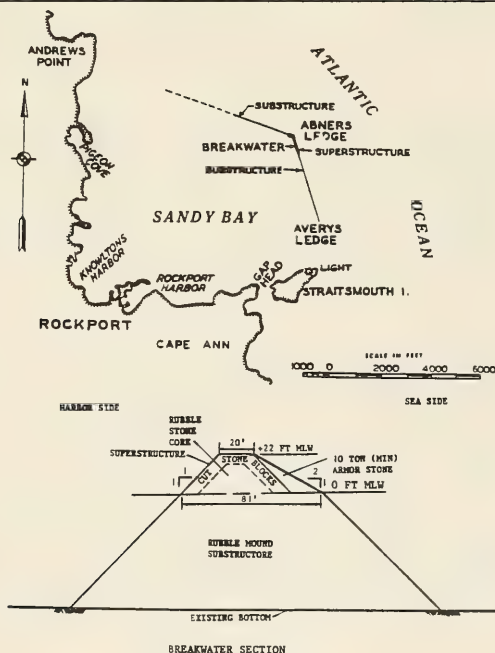 ANDREWS
POINT
N
ATLANTIC
OCEAN
SUBSTRUCTURE
ABNERS
LEDGE
BREAKWATER
SUPERSTRUCTURE
SUBSTRUCTURE
PIGEON
COVE
SANDY BAY
AVERYS
LEDGE
KNOWLTONS
HARBOR
ROCKPORT
HARBOR
GAP
HEAD
LIGHT
STRAITSMOUTH I.
ROCKPORT
CAPE ANN
SCALE IN FEET
1000 0 2000 4000 6000
HARBOR SIDE
SEA SIDE
RUBBLE
STONE
CORE
SUPERSTRUCTURE
20'
+22 FT MLW
10 TON (MIN)
ARMOR STONE
CUT STONE BLOCKS
1
1
2
1
0 FT MLW
81'
RUBBLE MOUND
SUBSTRUCTORE
EXISTING BOTTOM
BREAKWATER SECTION